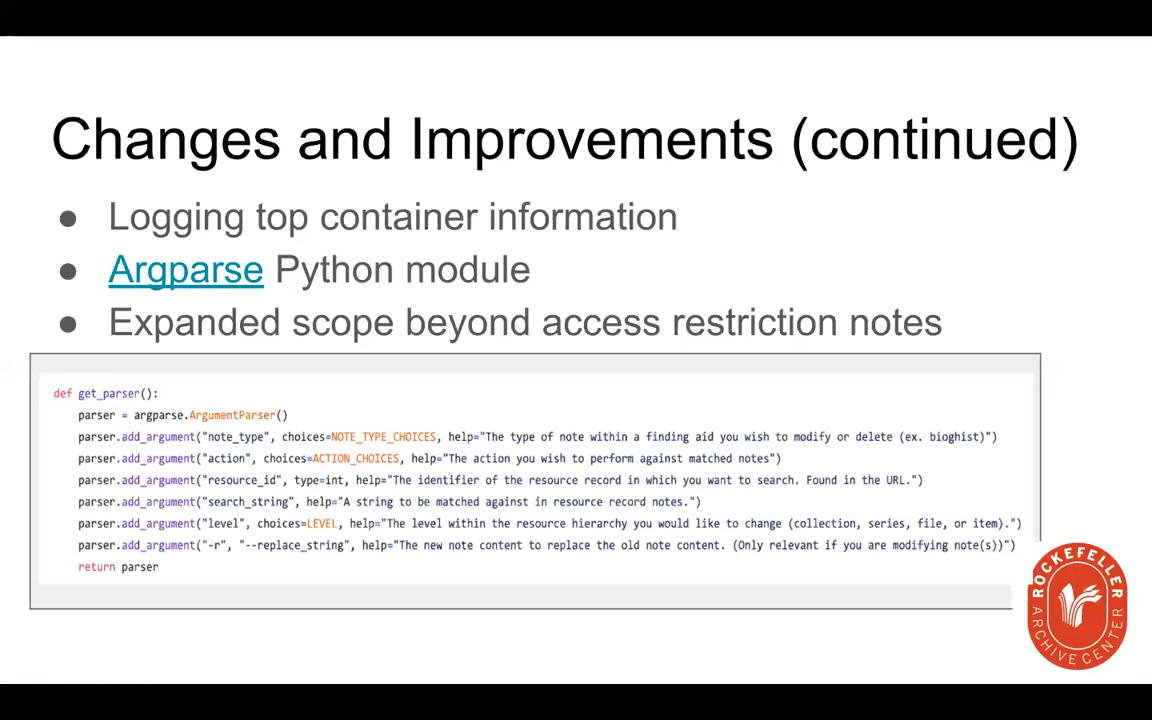 Changes and Improvements (continued)
● Logging top container information
● Argparse Python module
● Expanded scope beyond access restriction notes
def get_parser():
    parser = argparse.ArgumentParser()
    parser.add_argument("note_type", choices=NOTE_TYPE_CHOICES, help="The type of note within a finding aid you wish to modify or delete (ex. bioghist)")
    parser.add_argument("action", choices=ACTION_CHOICES, help="The action you wish to perform against matched notes")
    parser.add_argument("resource_id", type=int, help="The identifier of the resource record in which you want to search. Found in the URL.")
    parser.add_argument("search_string", help="A string to be matched against in resource record notes.")
    parser.add_argument("level", choices=LEVEL, help="The level within the resource hierarchy you would like to change (collection, series, file, or item).")
    parser.add_argument("-r", "--replace_string", help="The new note content to replace the old note content. (Only relevant if you are modifying note(s))")
    return parser
ROCKEFELLER
ARCHIVE CENTER